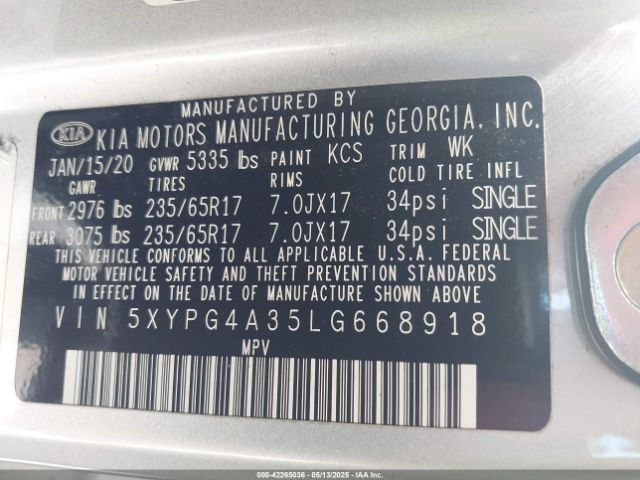 MANUFACTURED BY
KIA KIA MOTORS MANUFACTURING GEORGIA, INC.
JAN/15/20 GVWR 5335 lbs PAINT KCS TRIM WK
GAWR TIRES RIMS COLD TIRE INFL
FRONT 2976 lbs 235/65R17 7.0JX17 34psi SINGLE
REAR 3075 lbs 235/65R17 7.0JX17 34psi SINGLE
THIS VEHICLE CONFORMS TO ALL APPLICABLE U.S.A. FEDERAL
MOTOR VEHICLE SAFETY AND THEFT PREVENTION STANDARDS
IN EFFECT ON THE DATE OF MANUFACTURE SHOWN ABOVE
VIN 5XYPG4A35LG668918
MPV
000-42265036 - 05/13/2025 - IAA Inc.